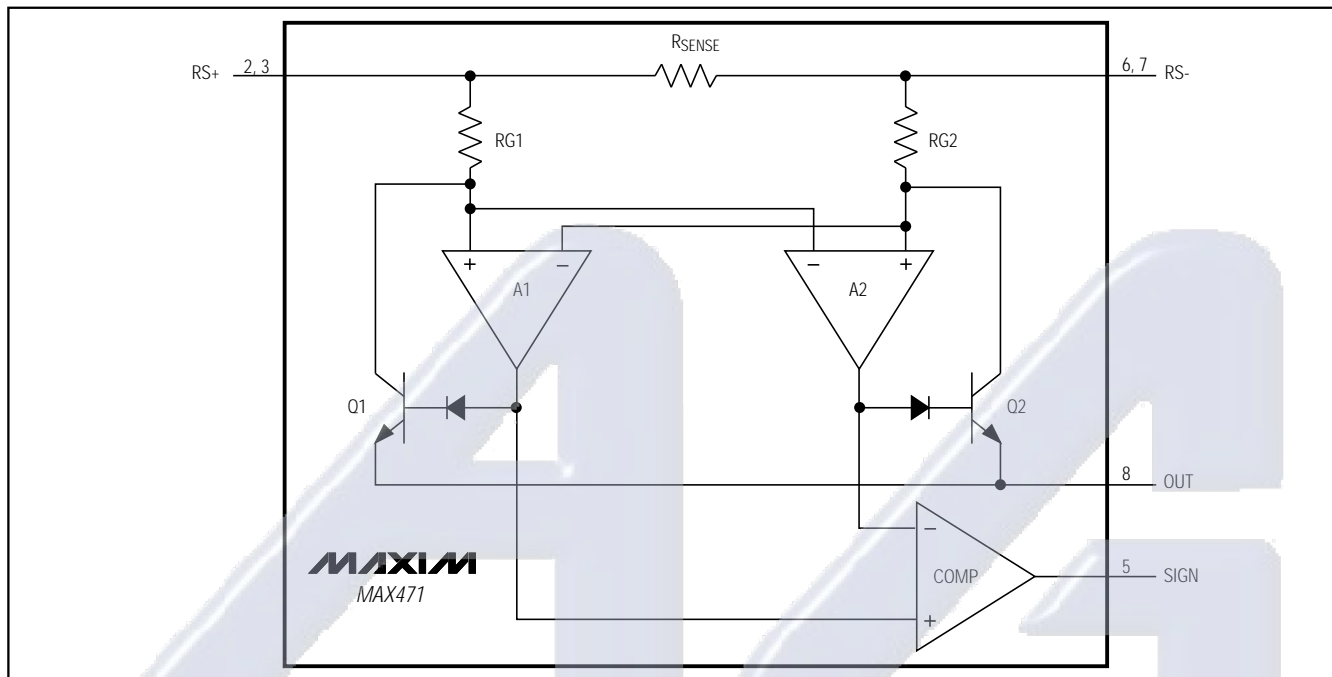 RSENSE
RS+ 2, 3
6, 7 RS-
RG1
RG2
+ −
− +
A1
A2
Q1
Q2
8 OUT
−
COMP
+
5 SIGN
MAXIM
MAX471